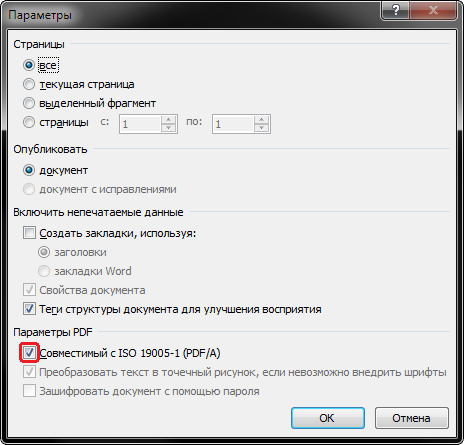 Параметры
Страницы
все
текущая страница
выделенный фрагмент
страницы с: 1 по: 1
Опубликовать
документ
документ с исправлениями
Включить непечатаемые данные
Создать закладки, используя:
заголовки
закладки Word
Свойства документа
Теги структуры документа для улучшения восприятия
Параметры PDF
Совместимый с ISO 19005-1 (PDF/A)
Преобразовать текст в точечный рисунок, если невозможно внедрить шрифты
Зашифровать документ с помощью пароля
ОК Отмена